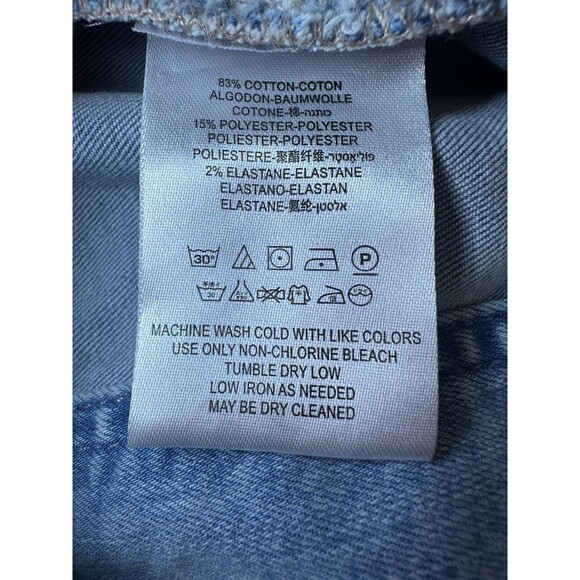 83% COTTON-COTON
ALGODON-BAUMWOLLE
COTONE-棉-כותנה
15% POLYESTER-POLYESTER
POLIESTER-POLYESTER
POLIESTERE-聚酯纤维-פוליאסטר
2% ELASTANE-ELASTANE
ELASTANO-ELASTAN
ELASTANE-氨纶-אלסטן
30° P
30
MACHINE WASH COLD WITH LIKE COLORS
USE ONLY NON-CHLORINE BLEACH
TUMBLE DRY LOW
LOW IRON AS NEEDED
MAY BE DRY CLEANED